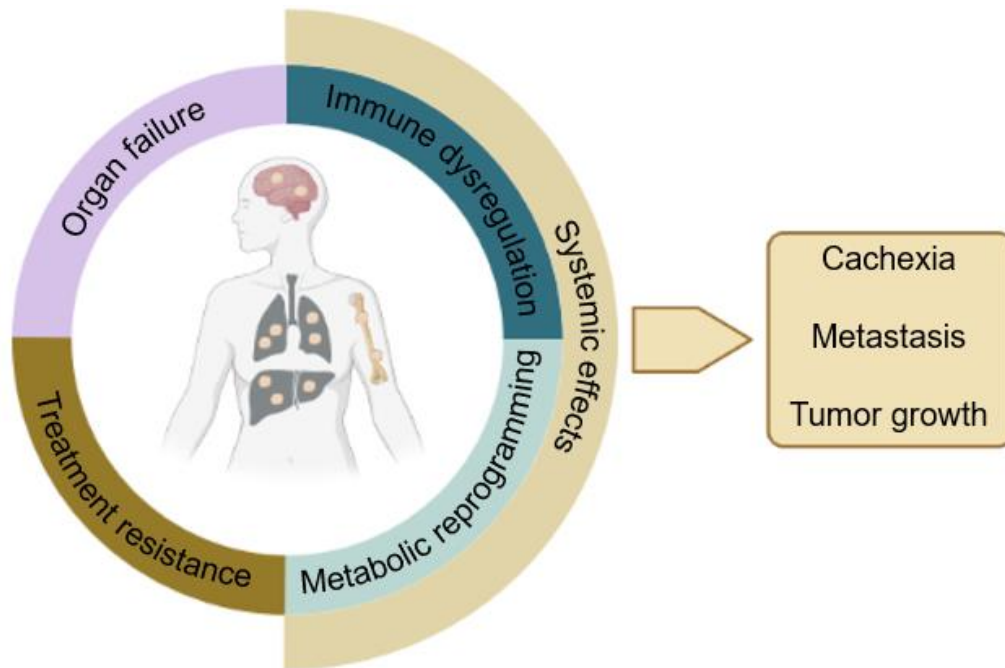 Organ failure
Immune dysregulation
Systemic effects
Metabolic reprogramming
Treatment resistance
Cachexia
Metastasis
Tumor growth